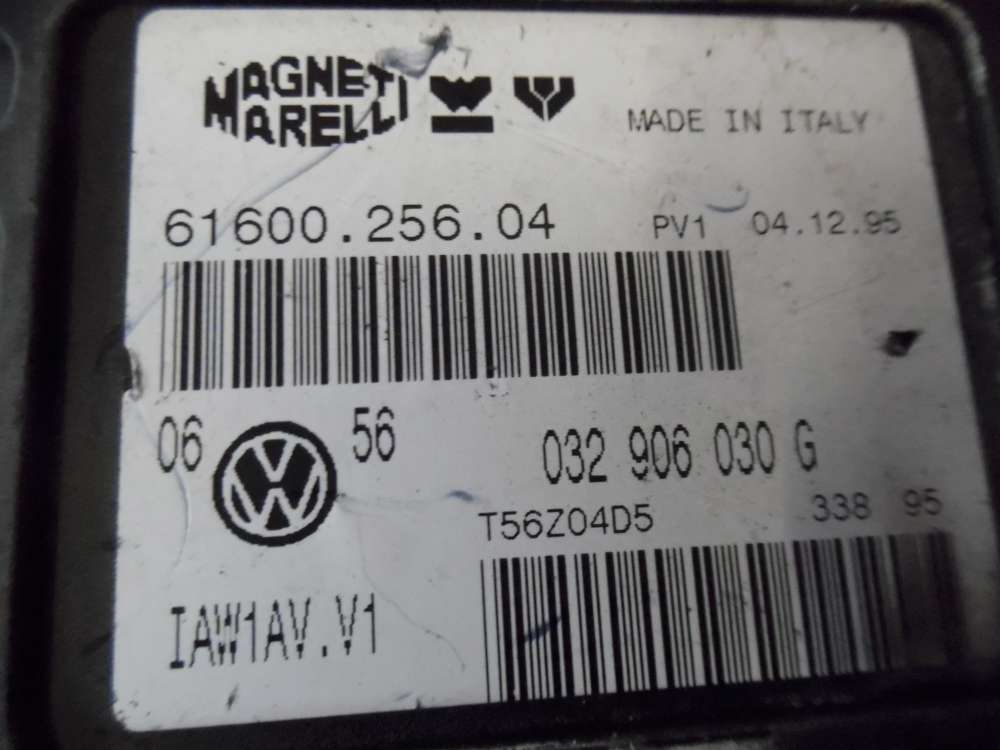 MAGNETI
MARELLI
MADE IN ITALY
61600.256.04 PV1 04.12.95
06 VW 56 032 906 030 G
T56Z04D5 338 95
IAW1AV.V1